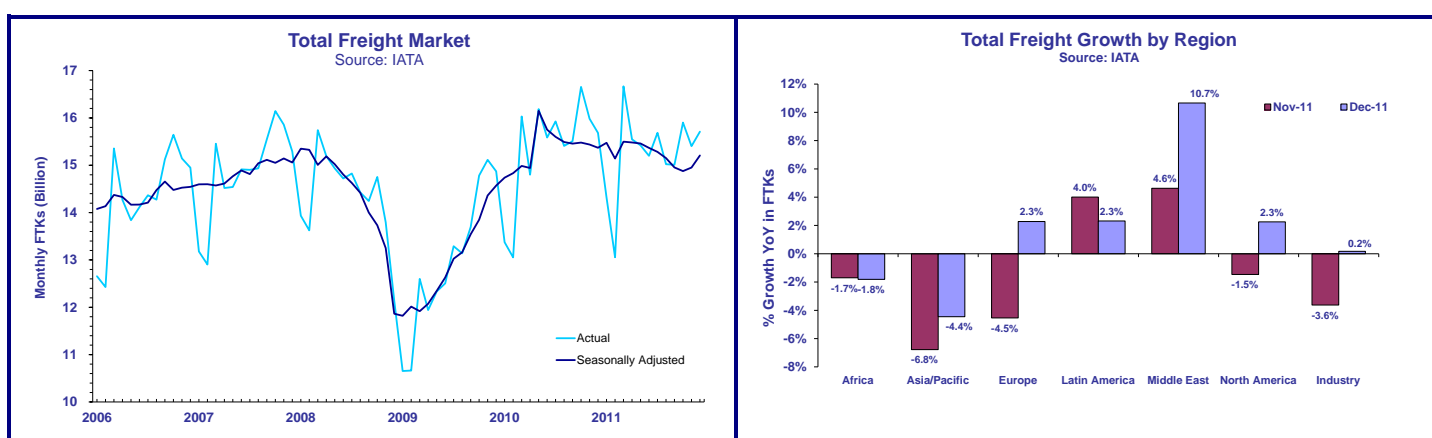 Total Freight Market
Source: IATA
Monthly FTKs (Billion)
17
16
15
14
13
12
11
10
2006
2007
2008
2009
2010
2011
Actual
Seasonally Adjusted
Total Freight Growth by Region
Source: IATA
% Growth YoY in FTKs
12%
10%
8%
6%
4%
2%
0%
-2%
-4%
-6%
-8%
Nov-11
Dec-11
-1.7%
-1.8%
-6.8%
-4.4%
-4.5%
2.3%
4.0%
2.3%
4.6%
10.7%
-1.5%
2.3%
-3.6%
0.2%
Africa
Asia/Pacific
Europe
Latin America
Middle East
North America
Industry